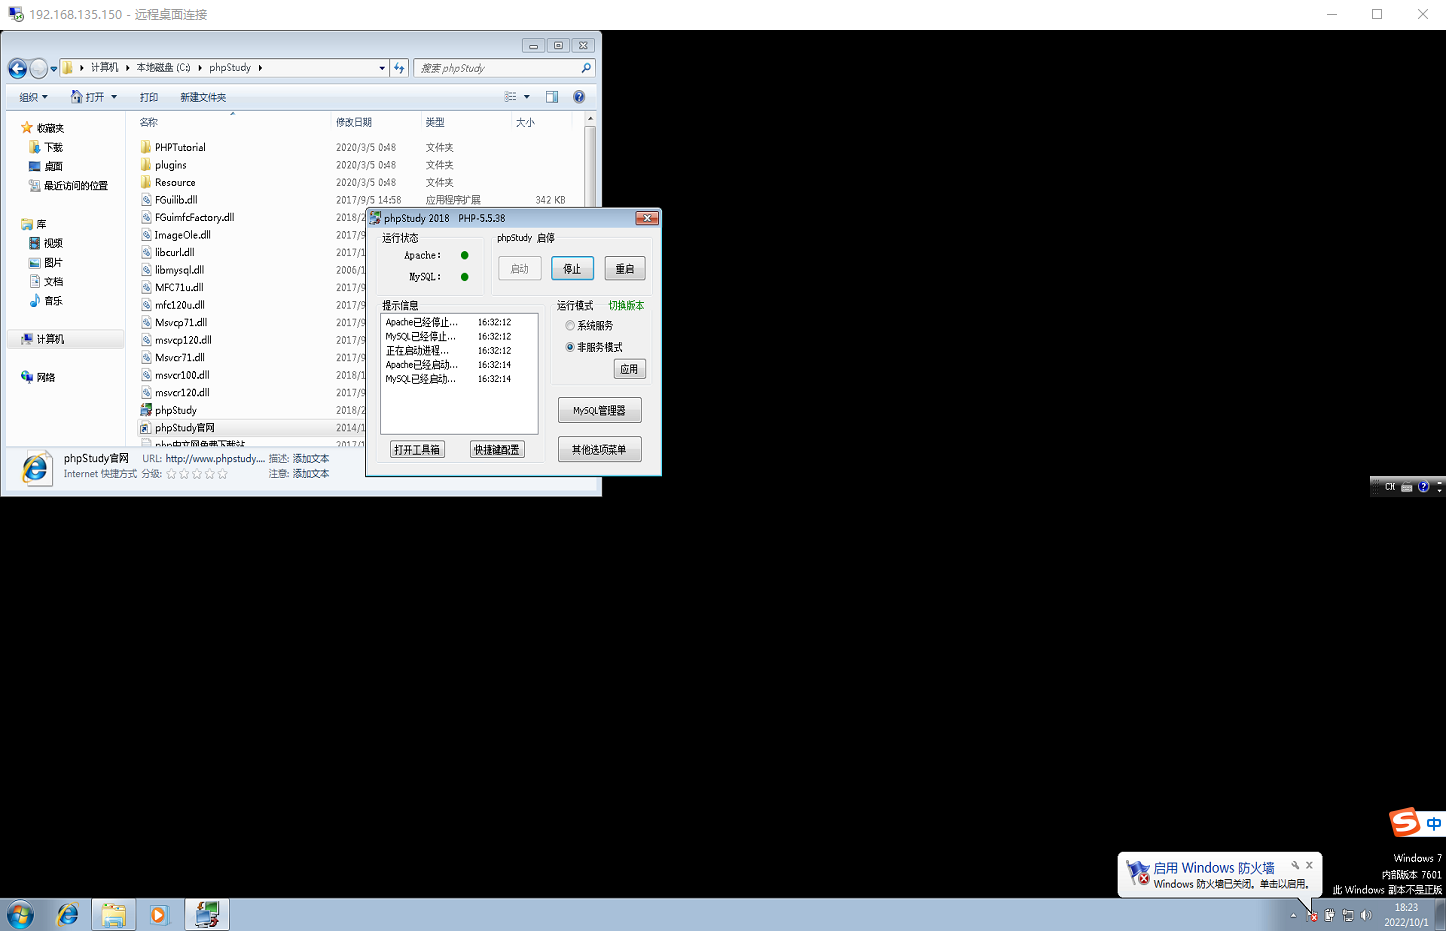 192.168.135.150 - 远程桌面连接
计算机 本地磁盘 (C:) phpStudy
搜索 phpStudy
组织 打开 打印 新建文件夹
名称 修改日期 类型 大小
收藏夹
下载
桌面
最近访问的位置
库
视频
图片
文档
音乐
计算机
网络
PHPTutorial 2020/3/5 0:48 文件夹
plugins 2020/3/5 0:48 文件夹
Resource 2020/3/5 0:48 文件夹
FGuilib.dll 2017/9/5 14:58 应用程序扩展 342 KB
FGuimfcFactory.dll 2018/2
ImageOle.dll 2017/9
libcurl.dll 2017/1
libmysql.dll 2006/1
MFC71u.dll 2017/9
mfc120u.dll 2017/9
Msvcp71.dll 2017/9
msvcp120.dll 2017/9
Msvcr71.dll 2017/9
msvcr100.dll 2018/1
msvcr120.dll 2017/9
phpStudy 2018/2
phpStudy官网 2014/1
php中文网免费下载站 2017/1
phpStudy官网 URL: http://www.phpstudy.... 描述: 添加文本
Internet 快捷方式 分级: 注意: 添加文本
phpStudy 2018 PHP-5.5.38
运行状态
Apache:
MySQL:
phpStudy 启停
启动 停止 重启
提示信息
Apache已经停止... 16:32:12
MySQL已经停止... 16:32:12
正在启动进程... 16:32:12
Apache已经启动... 16:32:14
MySQL已经启动... 16:32:14
运行模式 切换版本
系统服务
非服务模式
应用
MySQL管理器
打开工具箱 快捷键配置 其他选项菜单
CH
中
启用 Windows 防火墙
Windows 防火墙已关闭。单击以启用。
Windows 7
内部版本 7601
此 Windows 副本不是正版
18:23
2022/10/1